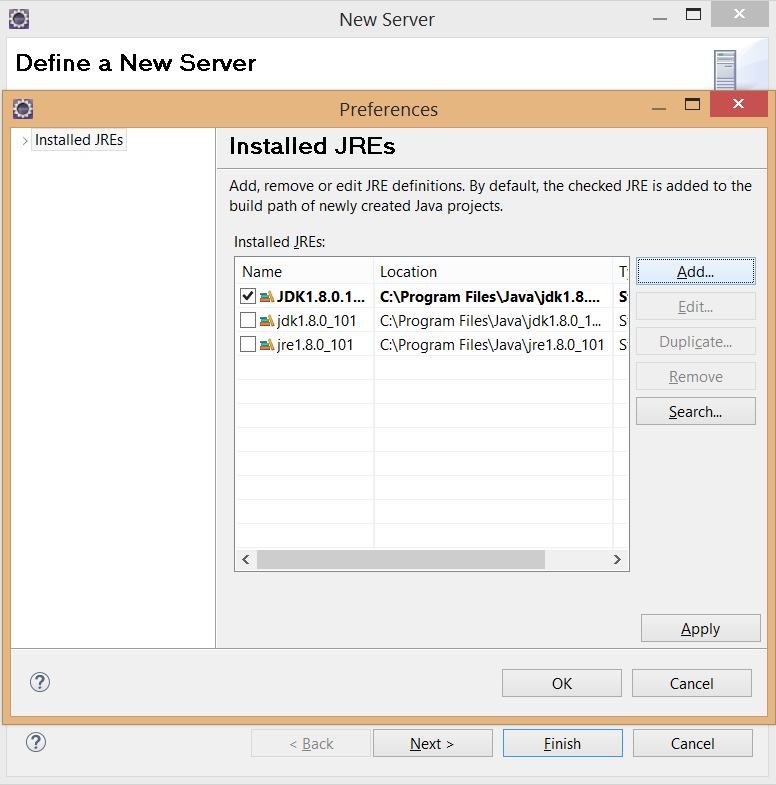 New Server
Define a New Server
Preferences
Installed JREs
Installed JREs
Add, remove or edit JRE definitions. By default, the checked JRE is added to the
build path of newly created Java projects.
Installed JREs:
Name Location
JDK1.8.0.1... C:\Program Files\Java\jdk1.8....
jdk1.8.0_101 C:\Program Files\Java\jdk1.8.0_1...
jre1.8.0_101 C:\Program Files\Java\jre1.8.0_101
Add...
Edit...
Duplicate...
Remove
Search...
Apply
OK Cancel
< Back Next > Finish Cancel